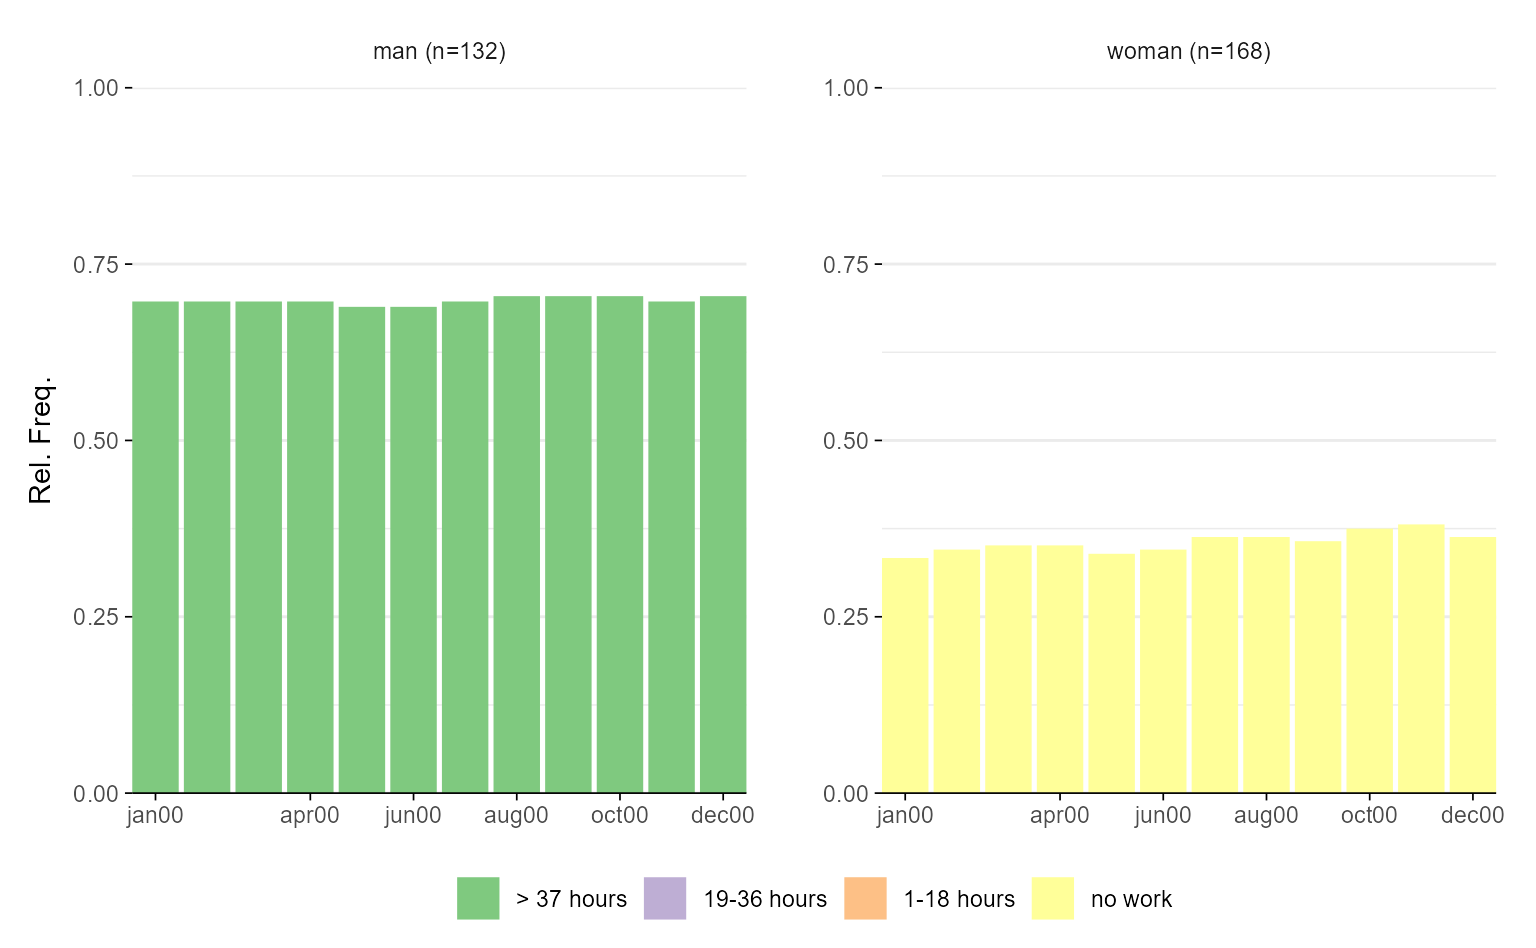 man (n=132)
woman (n=168)
Rel. Freq.
1.00
0.75
0.50
0.25
0.00
jan00 apr00 jun00 aug00 oct00 dec00
1.00
0.75
0.50
0.25
0.00
jan00 apr00 jun00 aug00 oct00 dec00
> 37 hours 19-36 hours 1-18 hours no work